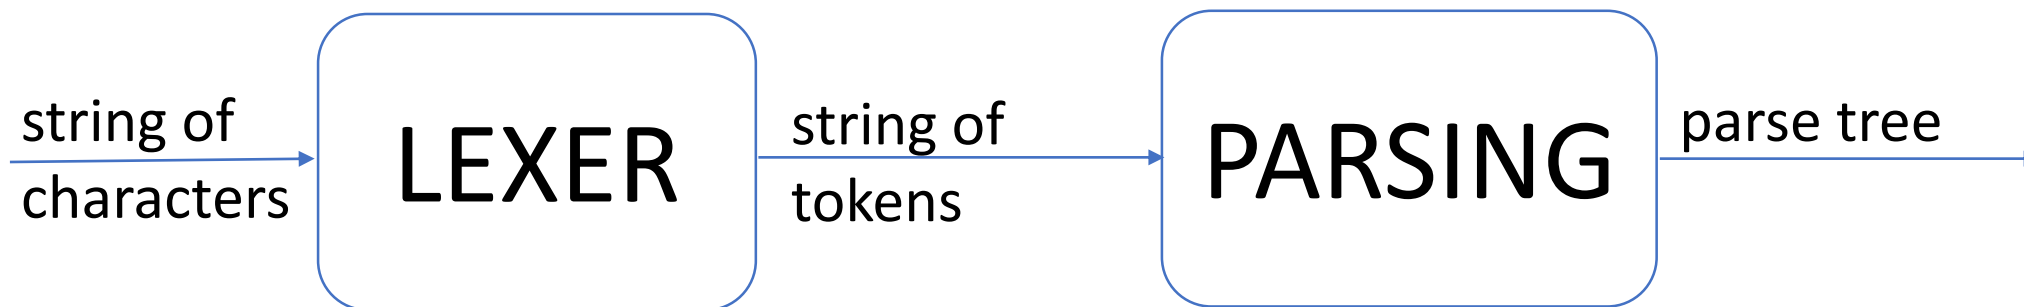 string of
characters
LEXER
string of
tokens
PARSING
parse tree